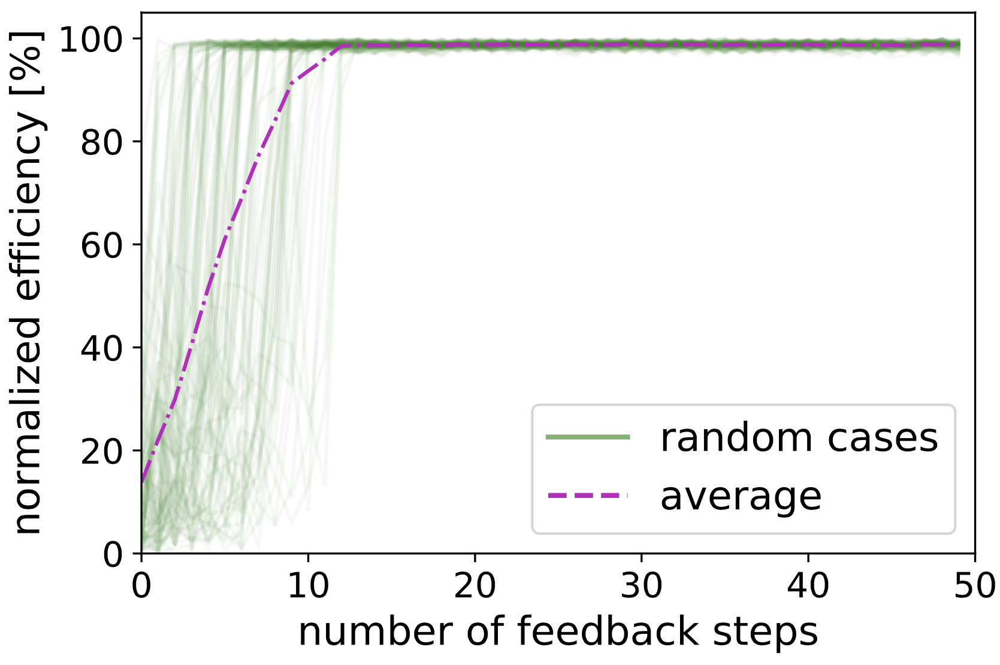 normalized efficiency [%]
100
80
60
40
20
0
random cases
average
0 10 20 30 40 50
number of feedback steps